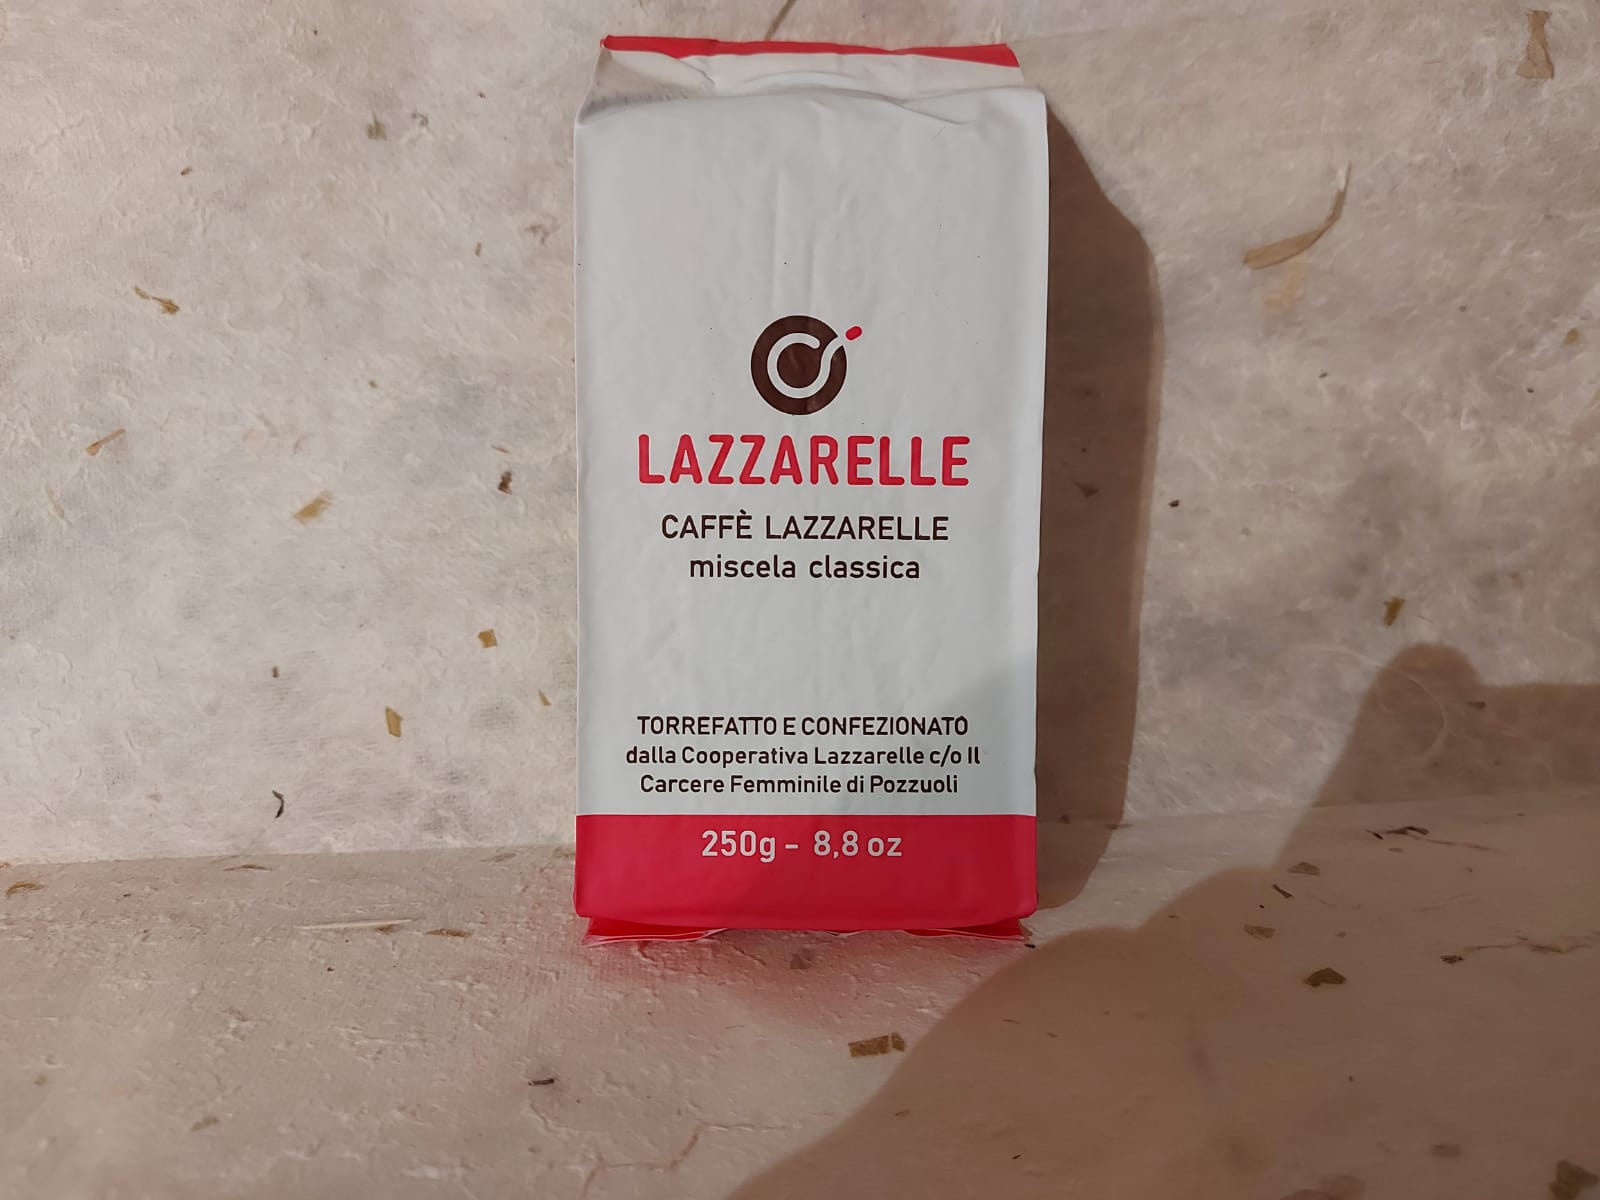 LAZZARELLE
CAFFÈ LAZZARELLE
miscela classica
TORREFATTO E CONFEZIONATO
dalla Cooperativa Lazzarelle c/o Il
Carcere Femminile di Pozzuoli
250g - 8,8 oz